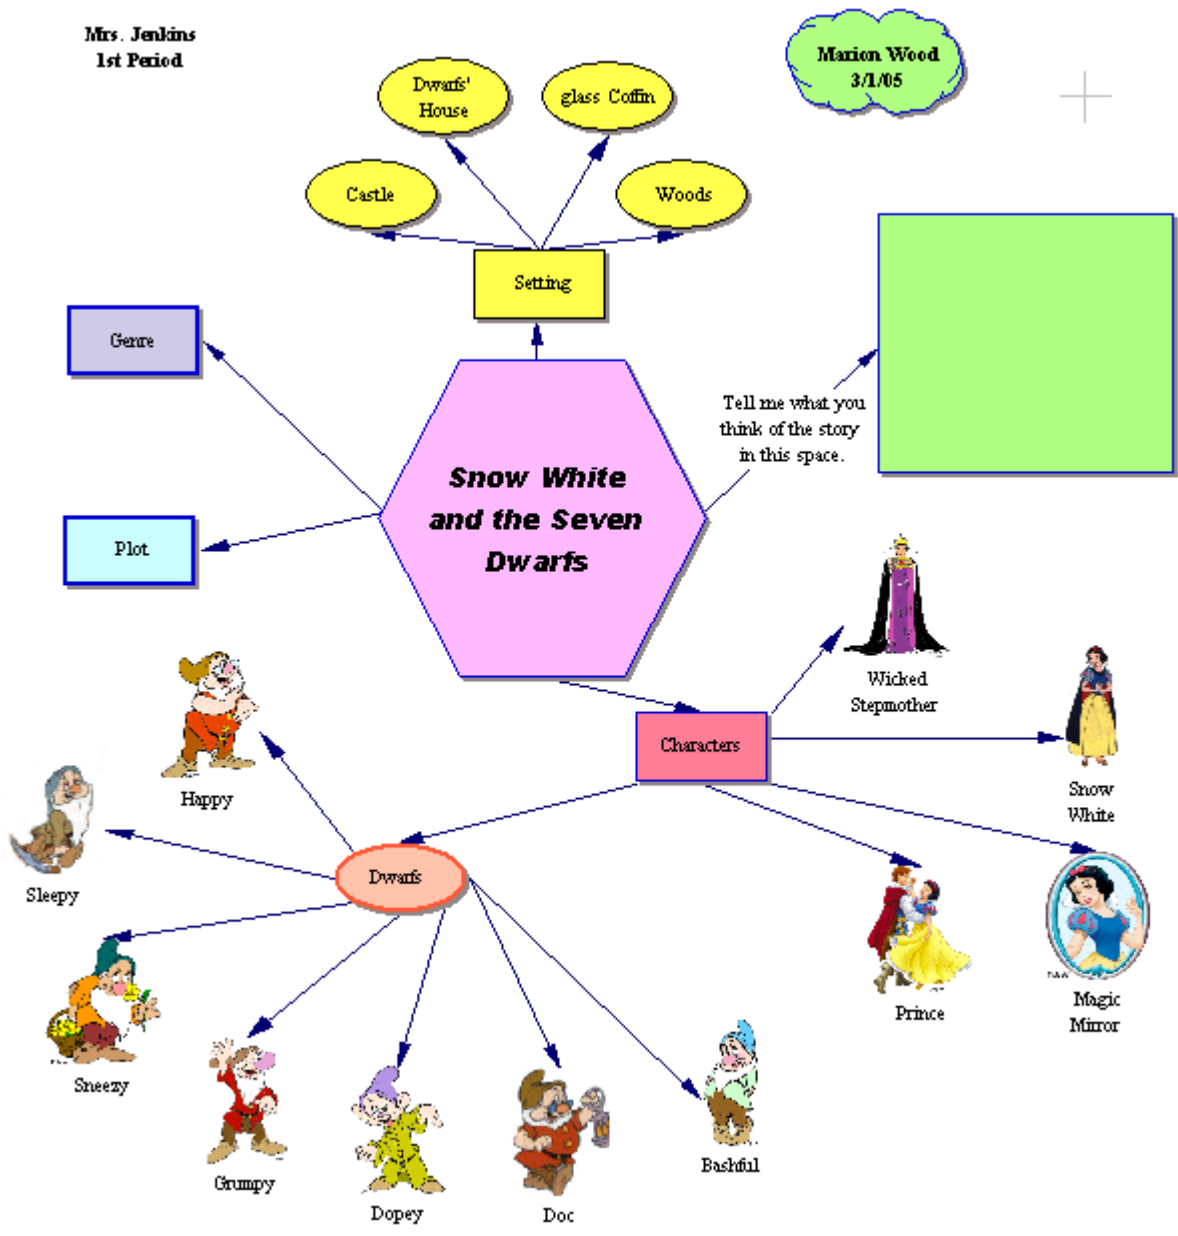 Mrs. Jenkins
1st Period
Marion Wood
3/1/05
Dwarfs'
House
glass Coffin
Castle
Woods
Setting
Genre
Tell me what you
think of the story
in this space.
Snow White
and the Seven
Dwarfs
Plot
Wicked
Stepmother
Characters
Snow
White
Happy
Dwarfs
Sleepy
Prince
Magic
Mirror
Sneezy
Grumpy
Dopey
Doc
Bashful